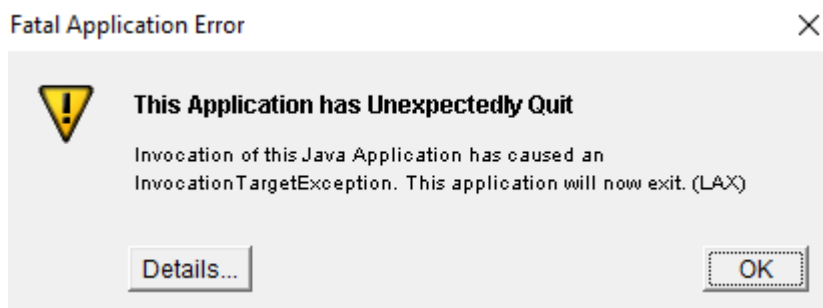 Fatal Application Error
This Application has Unexpectedly Quit
Invocation of this Java Application has caused an
InvocationTargetException. This application will now exit. (LAX)
Details...
OK